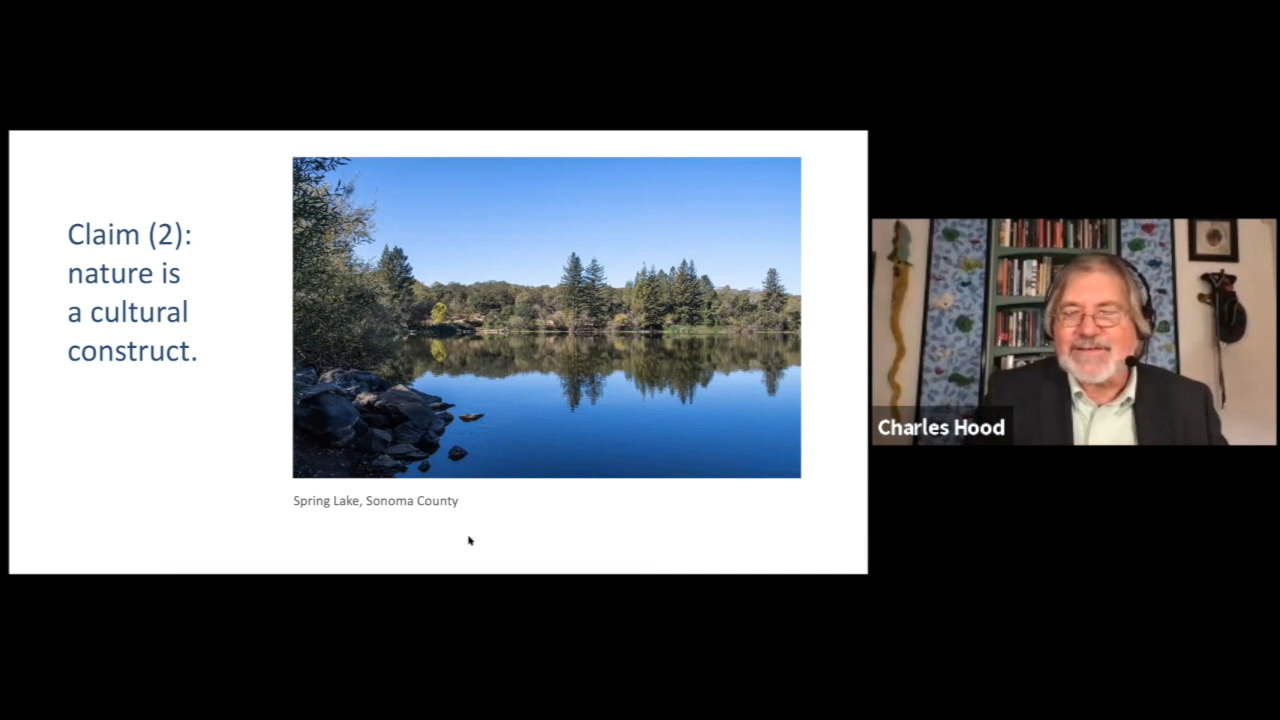 Claim (2):
nature is
a cultural
construct.
Spring Lake, Sonoma County
Charles Hood